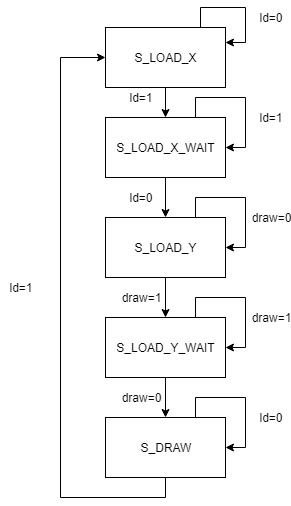 ld=0
S_LOAD_X
ld=1
ld=1
S_LOAD_X_WAIT
ld=0
draw=0
S_LOAD_Y
ld=1
draw=1
draw=1
S_LOAD_Y_WAIT
draw=0
ld=0
S_DRAW